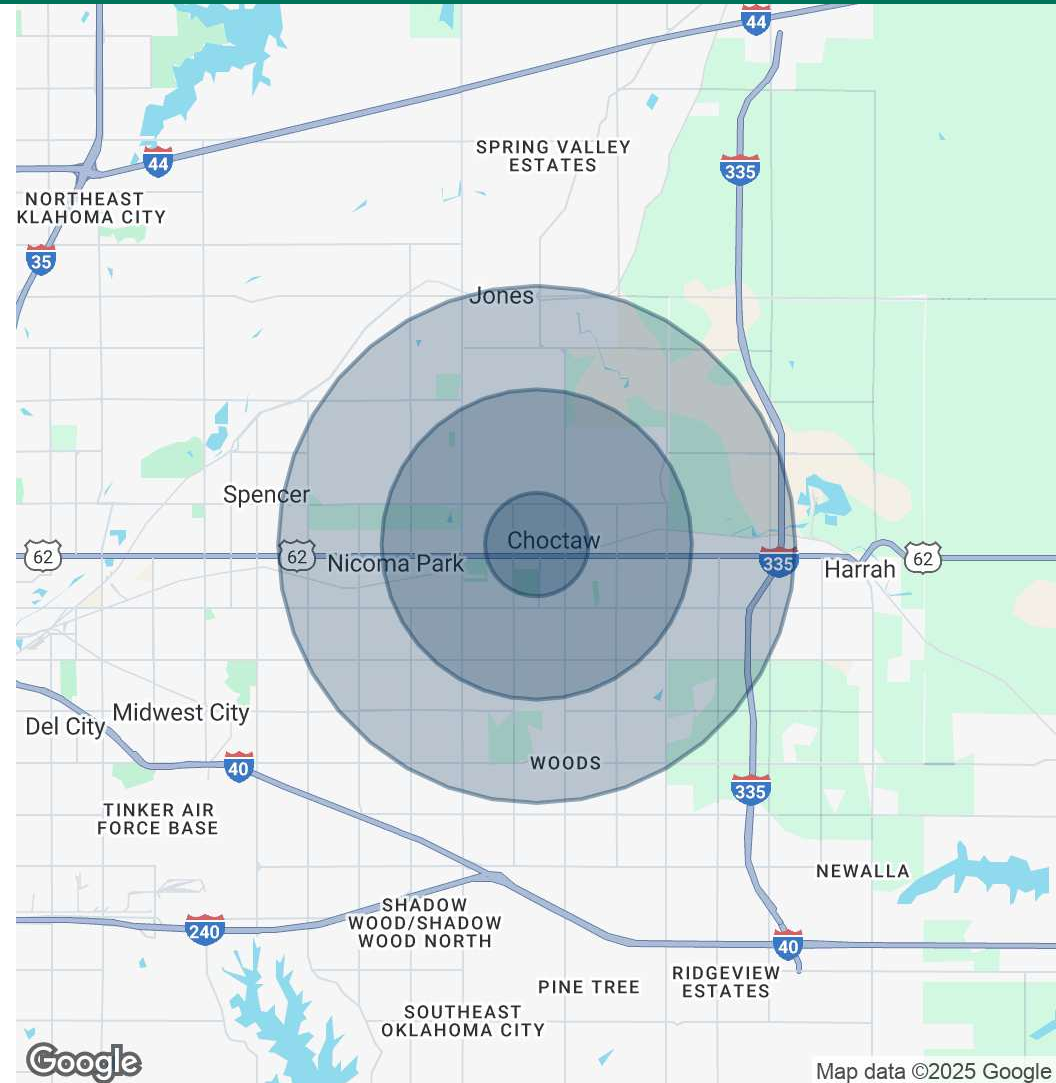 44
44
SPRING VALLEY
ESTATES
335
NORTHEAST
KLAHOMA CITY
35
Jones
Spencer
Choctaw
62
62
Nicoma Park
335
Harrah
62
Midwest City
Del City
WOODS
40
335
TINKER AIR
FORCE BASE
NEWALLA
SHADOW
WOOD/SHADOW
WOOD NORTH
240
40
RIDGEVIEW
ESTATES
PINE TREE
SOUTHEAST
OKLAHOMA CITY
Google
Map data ©2025 Google